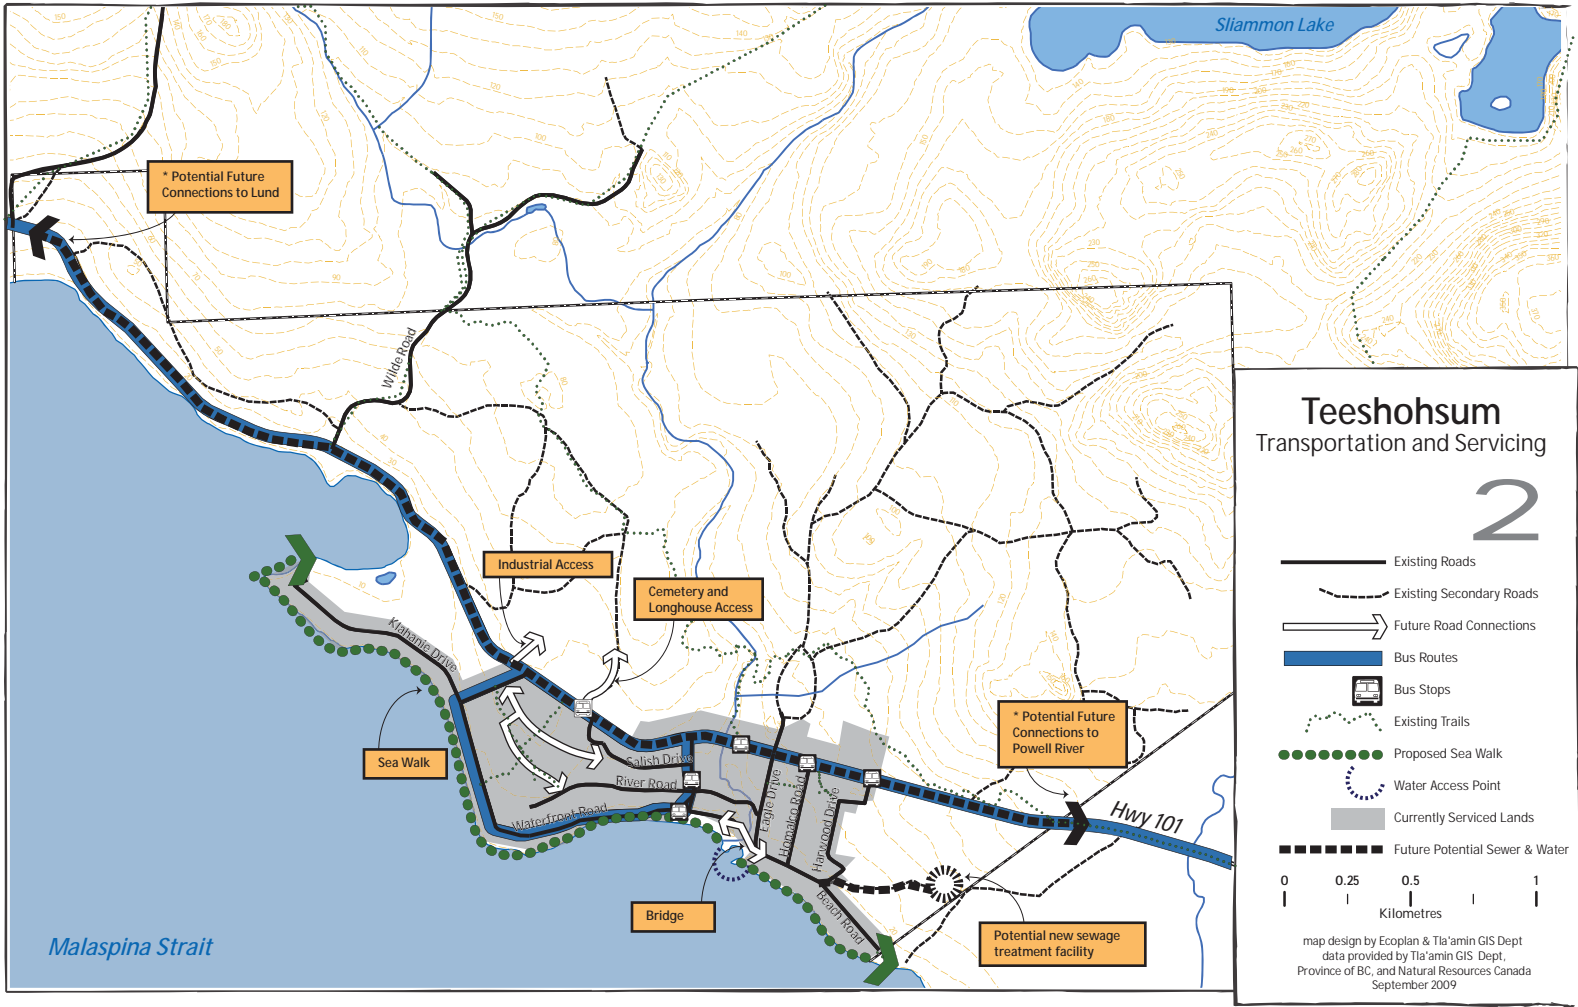 Sliammon Lake
* Potential Future
Connections to Lund
Wilde Road
Industrial Access
Cemetery and
Longhouse Access
Klahanie Drive
Sea Walk
* Potential Future
Connections to
Powell River
Salish Drive
River Road
Waterfront Road
Eagle Drive
Homalco Road
Harwood Drive
Hwy 101
Bridge
Beach Road
Potential new sewage
treatment facility
Malaspina Strait
Teeshohsum
Transportation and Servicing
2
Existing Roads
Existing Secondary Roads
Future Road Connections
Bus Routes
Bus Stops
Existing Trails
Proposed Sea Walk
Water Access Point
Currently Serviced Lands
Future Potential Sewer & Water
0 0.25 0.5 1
Kilometres
map design by Ecoplan & Tla'amin GIS Dept
data provided by Tla'amin GIS Dept,
Province of BC, and Natural Resources Canada
September 2009